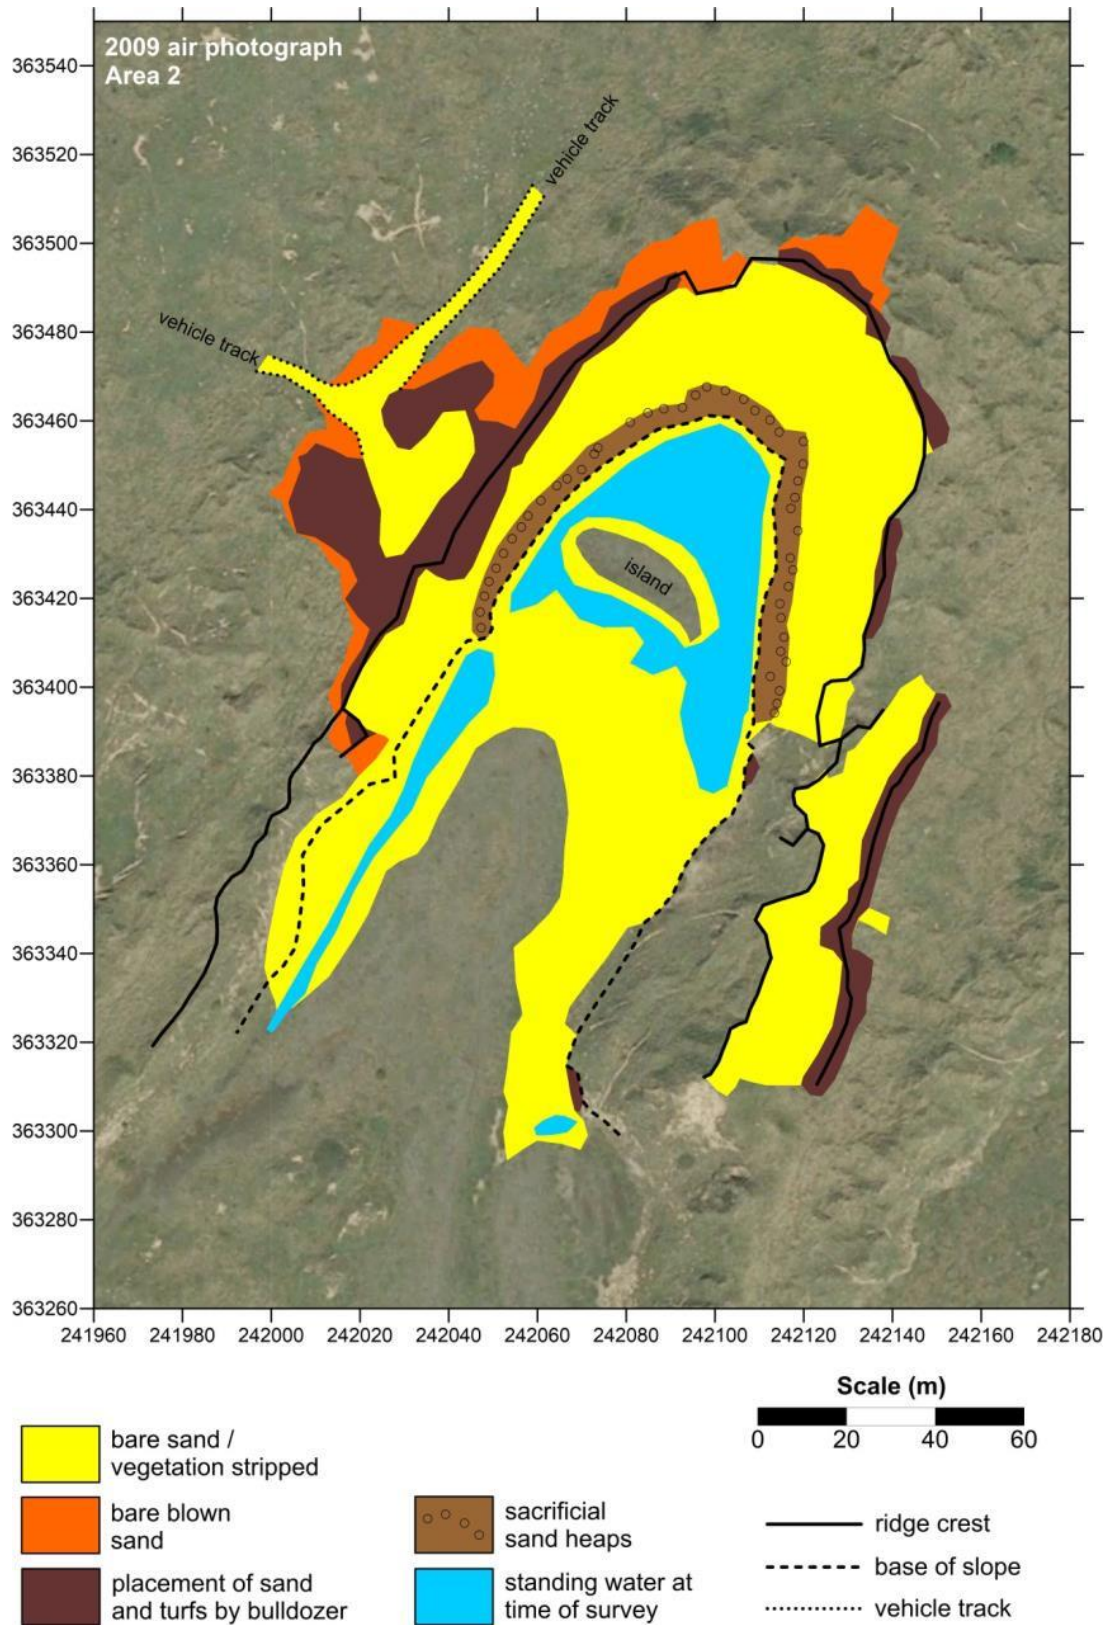 2009 air photograph
Area 2
363540
363520
363500
363480
363460
363440
363420
363400
363380
363360
363340
363320
363300
363280
363260
vehicle track
vehicle track
island
241960 241980 242000 242020 242040 242060 242080 242100 242120 242140 242160 242180
Scale (m)
0 20 40 60
bare sand /
vegetation stripped
bare blown
sand
placement of sand
and turfs by bulldozer
sacrificial
sand heaps
standing water at
time of survey
ridge crest
base of slope
vehicle track